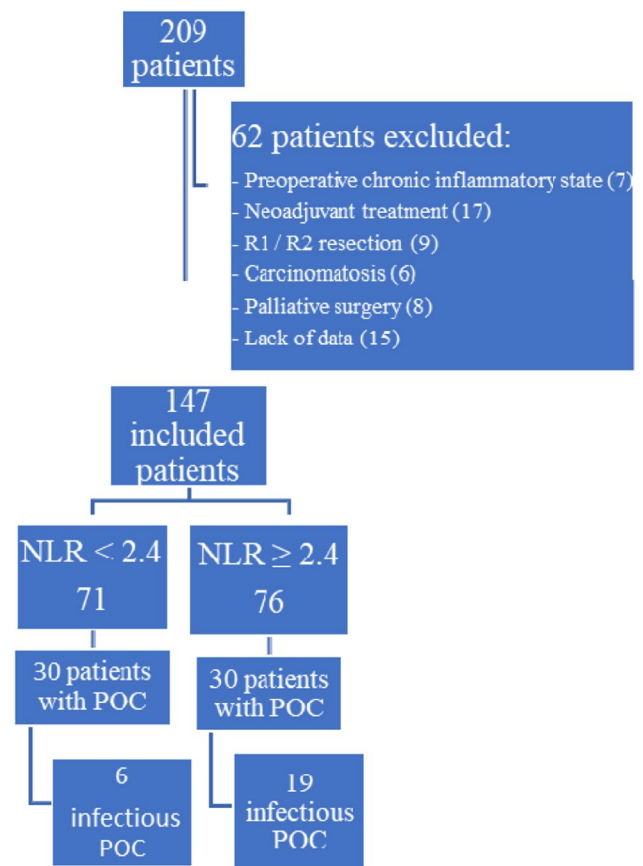 209
patients
62 patients excluded:
- Preoperative chronic inflammatory state (7)
- Neoadjuvant treatment (17)
- R1 / R2 resection (9)
- Carcinomatosis (6)
- Palliative surgery (8)
- Lack of data (15)
147
included
patients
NLR < 2.4
71
NLR ≥ 2.4
76
30 patients
with POC
30 patients
with POC
6
infectious
POC
19
infectious
POC